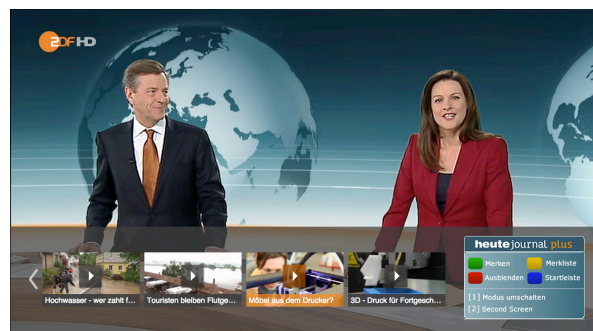 ZDF HD
heute journal plus
Merken
Merkliste
Ausblenden
Startleiste
[1] Modus umschalten
[2] Second Screen
Hochwasser - wer zahlt f...
Touristen bleiben Flutge...
Möbel aus dem Drucker?
3D - Druck für Fortgesch...